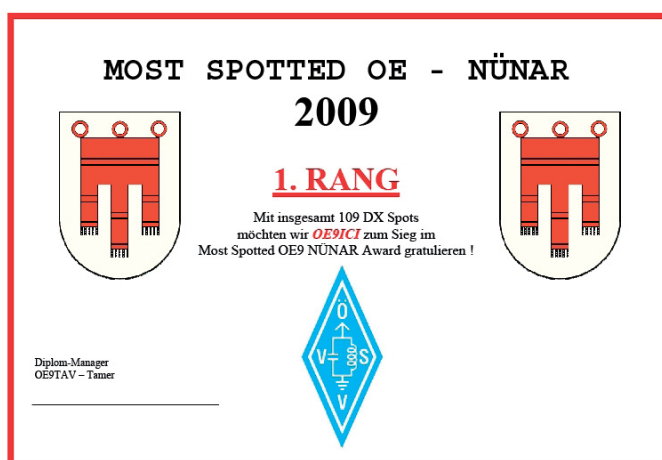 MOST SPOTTED OE - NÜNAR
2009
1. RANG
Mit insgesamt 109 DX Spots
möchten wir OE9ICI zum Sieg im
Most Spotted OE9 NÜNAR Award gratulieren !
Ö
V S
V
Diplom-Manager
OE9TAV – Tamer